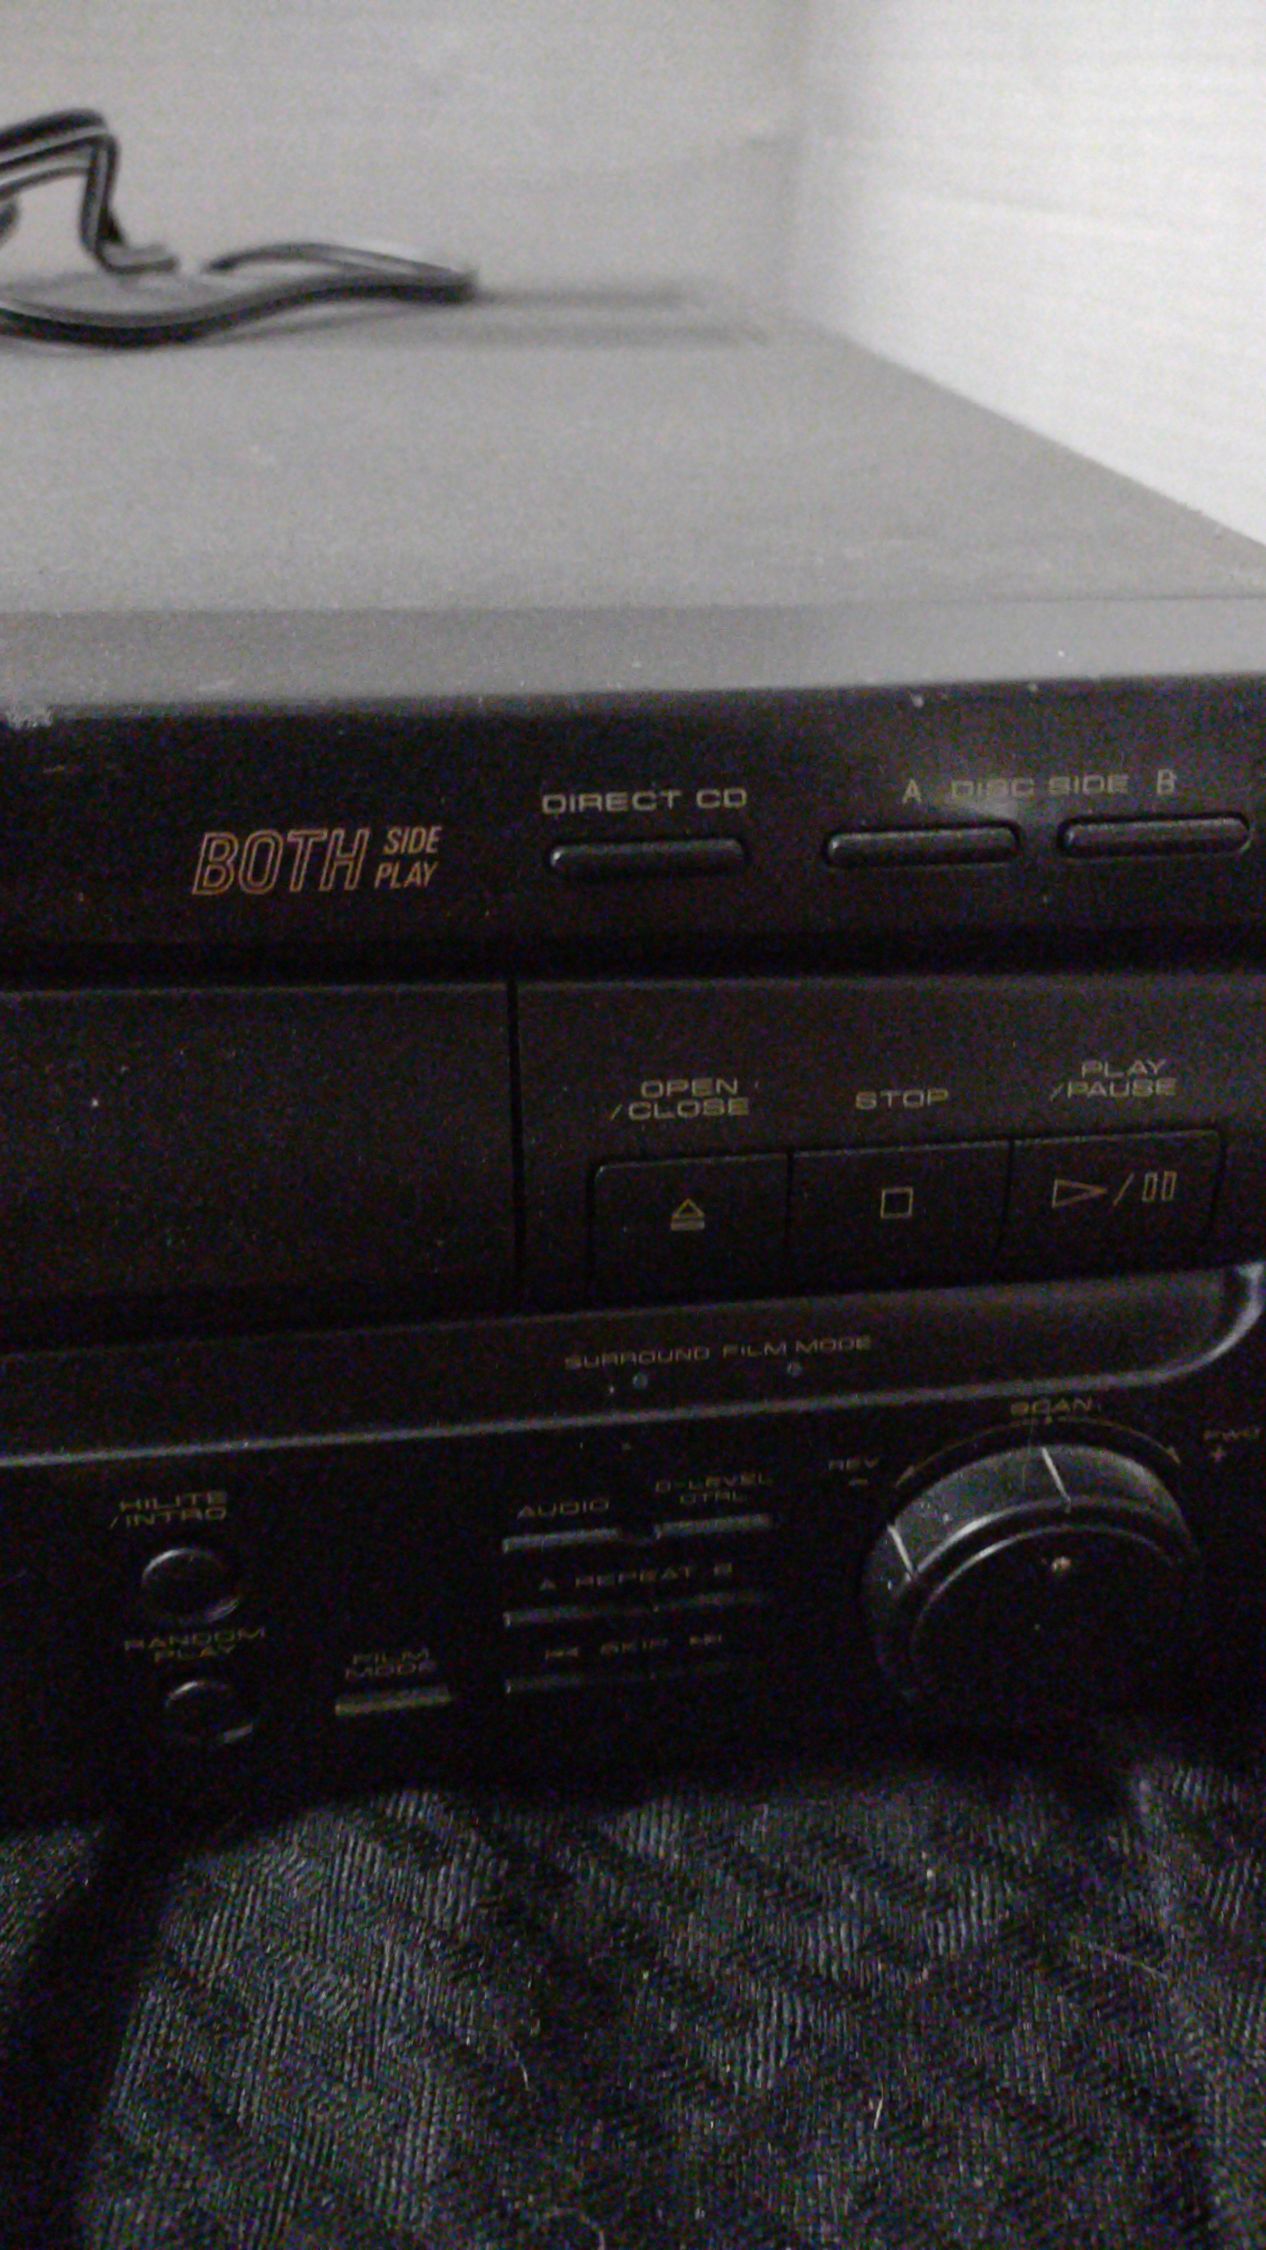 DIRECT CD
A DISC SIDE B
BOTH SIDE PLAY
OPEN
/CLOSE
STOP
PLAY
/PAUSE
SURROUND FILM MODE
SCAN
REV
−
FWD
+
HILITE
/INTRO
AUDIO
D-LEVEL
CTRL
A REPEAT B
RANDOM
PLAY
FILM
MODE
SKIP